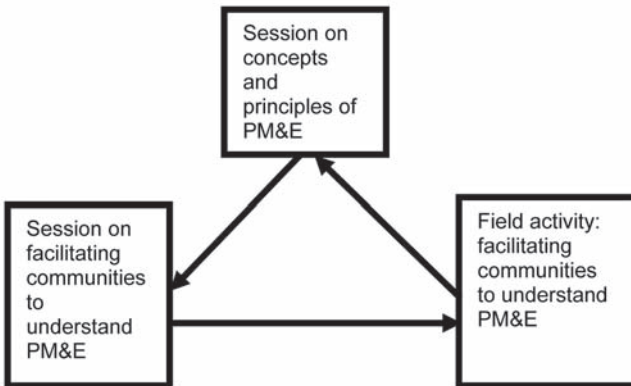 Session on
concepts
and
principles of
PM&E
Session on
facilitating
communities
to
understand
PM&E
Field activity:
facilitating
communities
to understand
PM&E